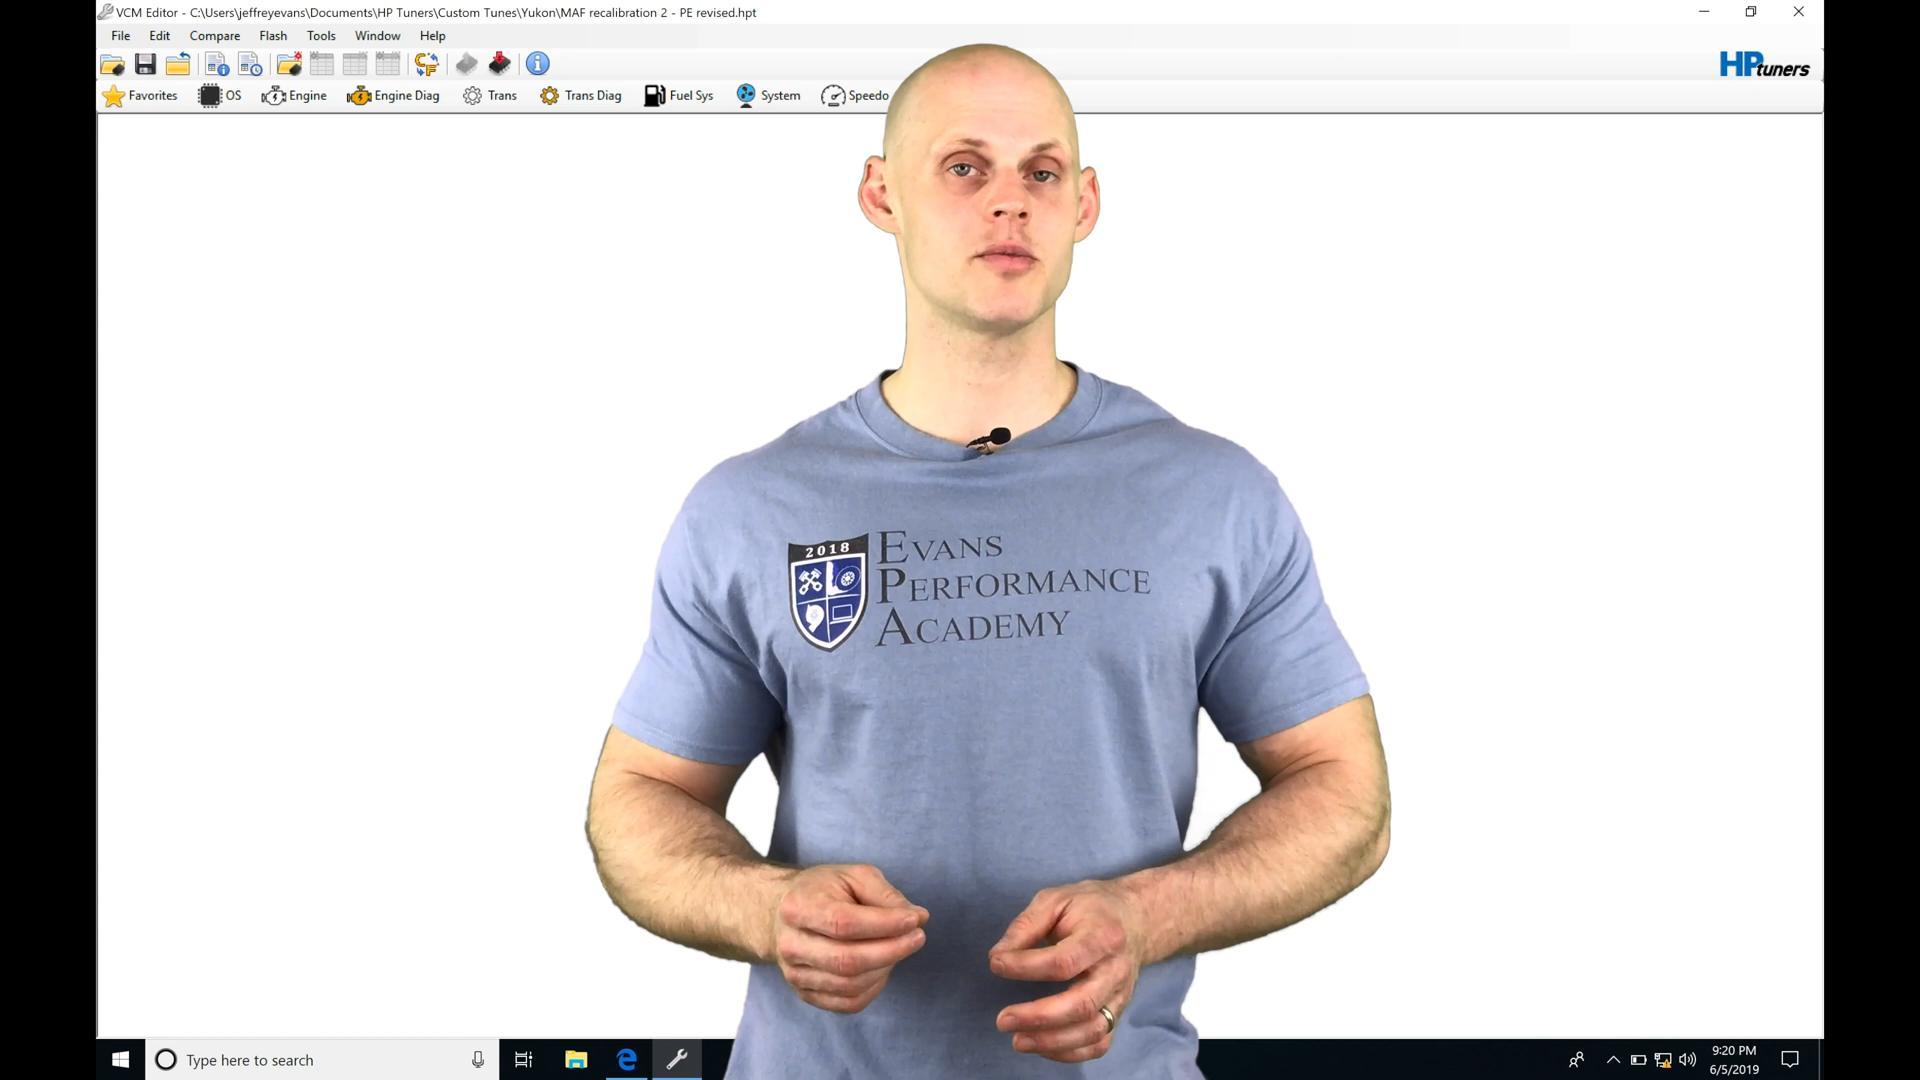 VCM Editor - C:\Users\jeffreyevans\Documents\HP Tuners\Custom Tunes\Yukon\MAF recalibration 2 - PE revised.hpt
File Edit Compare Flash Tools Window Help
HPtuners
Favorites OS Engine Engine Diag Trans Trans Diag Fuel Sys System Speedo
2018
EVANS
PERFORMANCE
ACADEMY
Type here to search
9:20 PM
6/5/2019